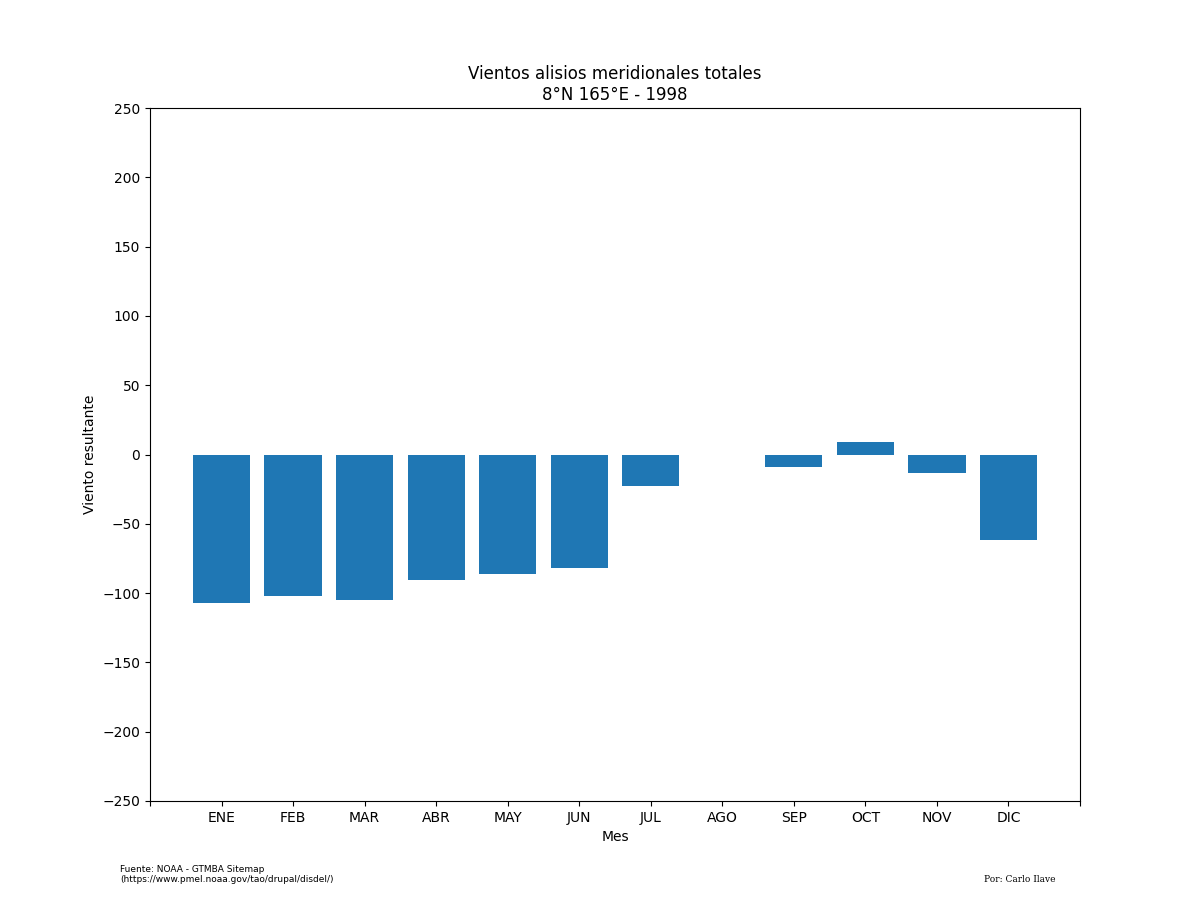 Vientos alisios meridionales totales
8°N 165°E - 1998
250
200
150
100
50
0
−50
−100
−150
−200
−250
Viento resultante
ENE FEB MAR ABR MAY JUN JUL AGO SEP OCT NOV DIC
Mes
Fuente: NOAA - GTMBA Sitemap
(https://www.pmel.noaa.gov/tao/drupal/disdel/)
Por: Carlo Ilave